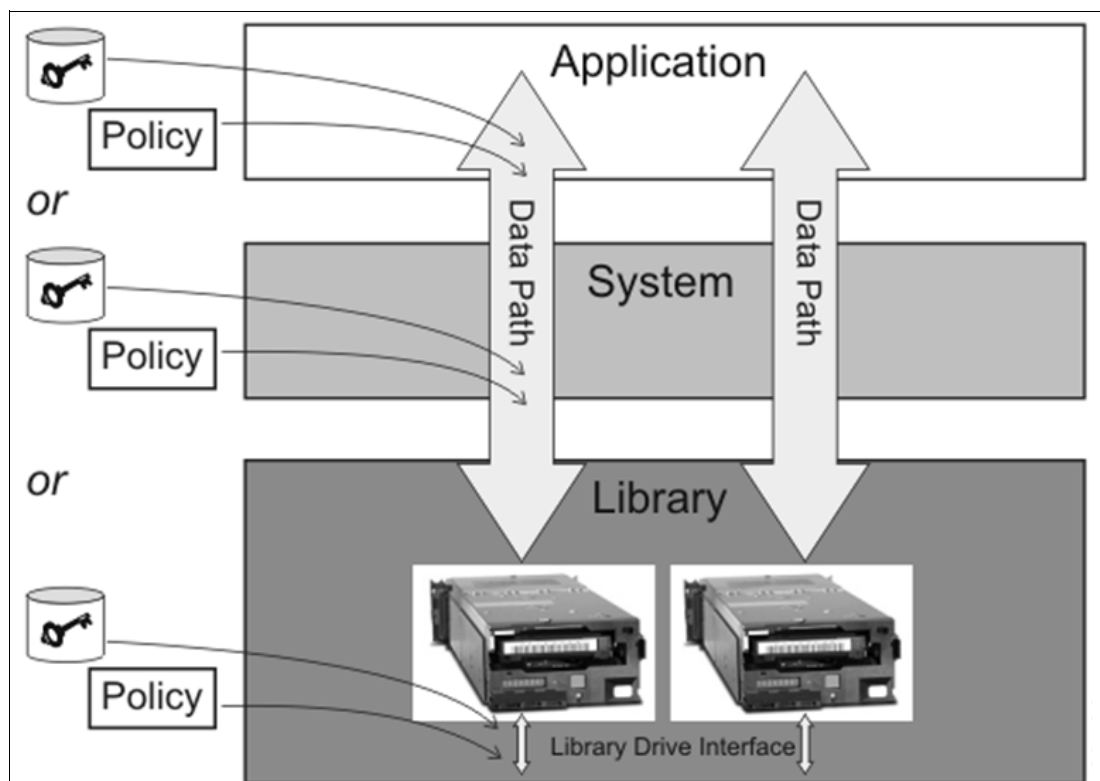 Application
Policy
or
Data Path
Data Path
System
Policy
or
Library
Policy
Library Drive Interface